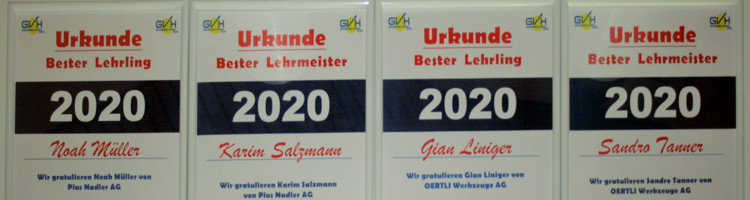 GVH GVH
Urkunde
Bester Lehrling
2020
Noah Müller
Wir gratulieren Noah Müller von
Pius Nadler AG
GVH GVH
Urkunde
Bester Lehrmeister
2020
Karim Salzmann
Wir gratulieren Karim Salzmann
von Pius Nadler AG
GVH GVH
Urkunde
Bester Lehrling
2020
Gian Liniger
Wir gratulieren Gian Liniger von
OERTLI Werkzeuge AG
GVH GVH
Urkunde
Bester Lehrmeister
2020
Sandro Tanner
Wir gratulieren Sandro Tanner von
OERTLI Werkzeuge AG